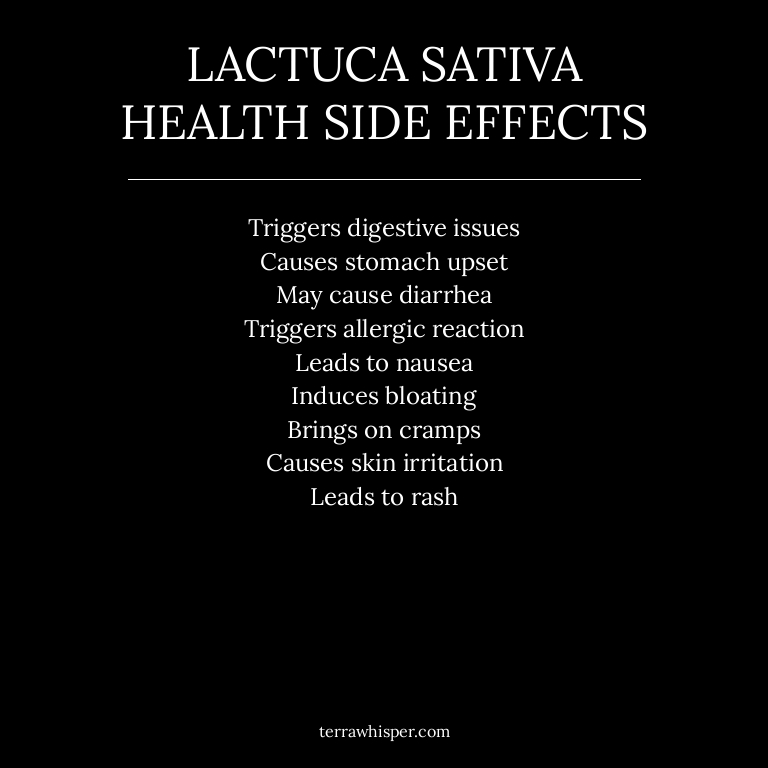 LACTUCA SATIVA
HEALTH SIDE EFFECTS
Triggers digestive issues
Causes stomach upset
May cause diarrhea
Triggers allergic reaction
Leads to nausea
Induces bloating
Brings on cramps
Causes skin irritation
Leads to rash
terrawhisper.com